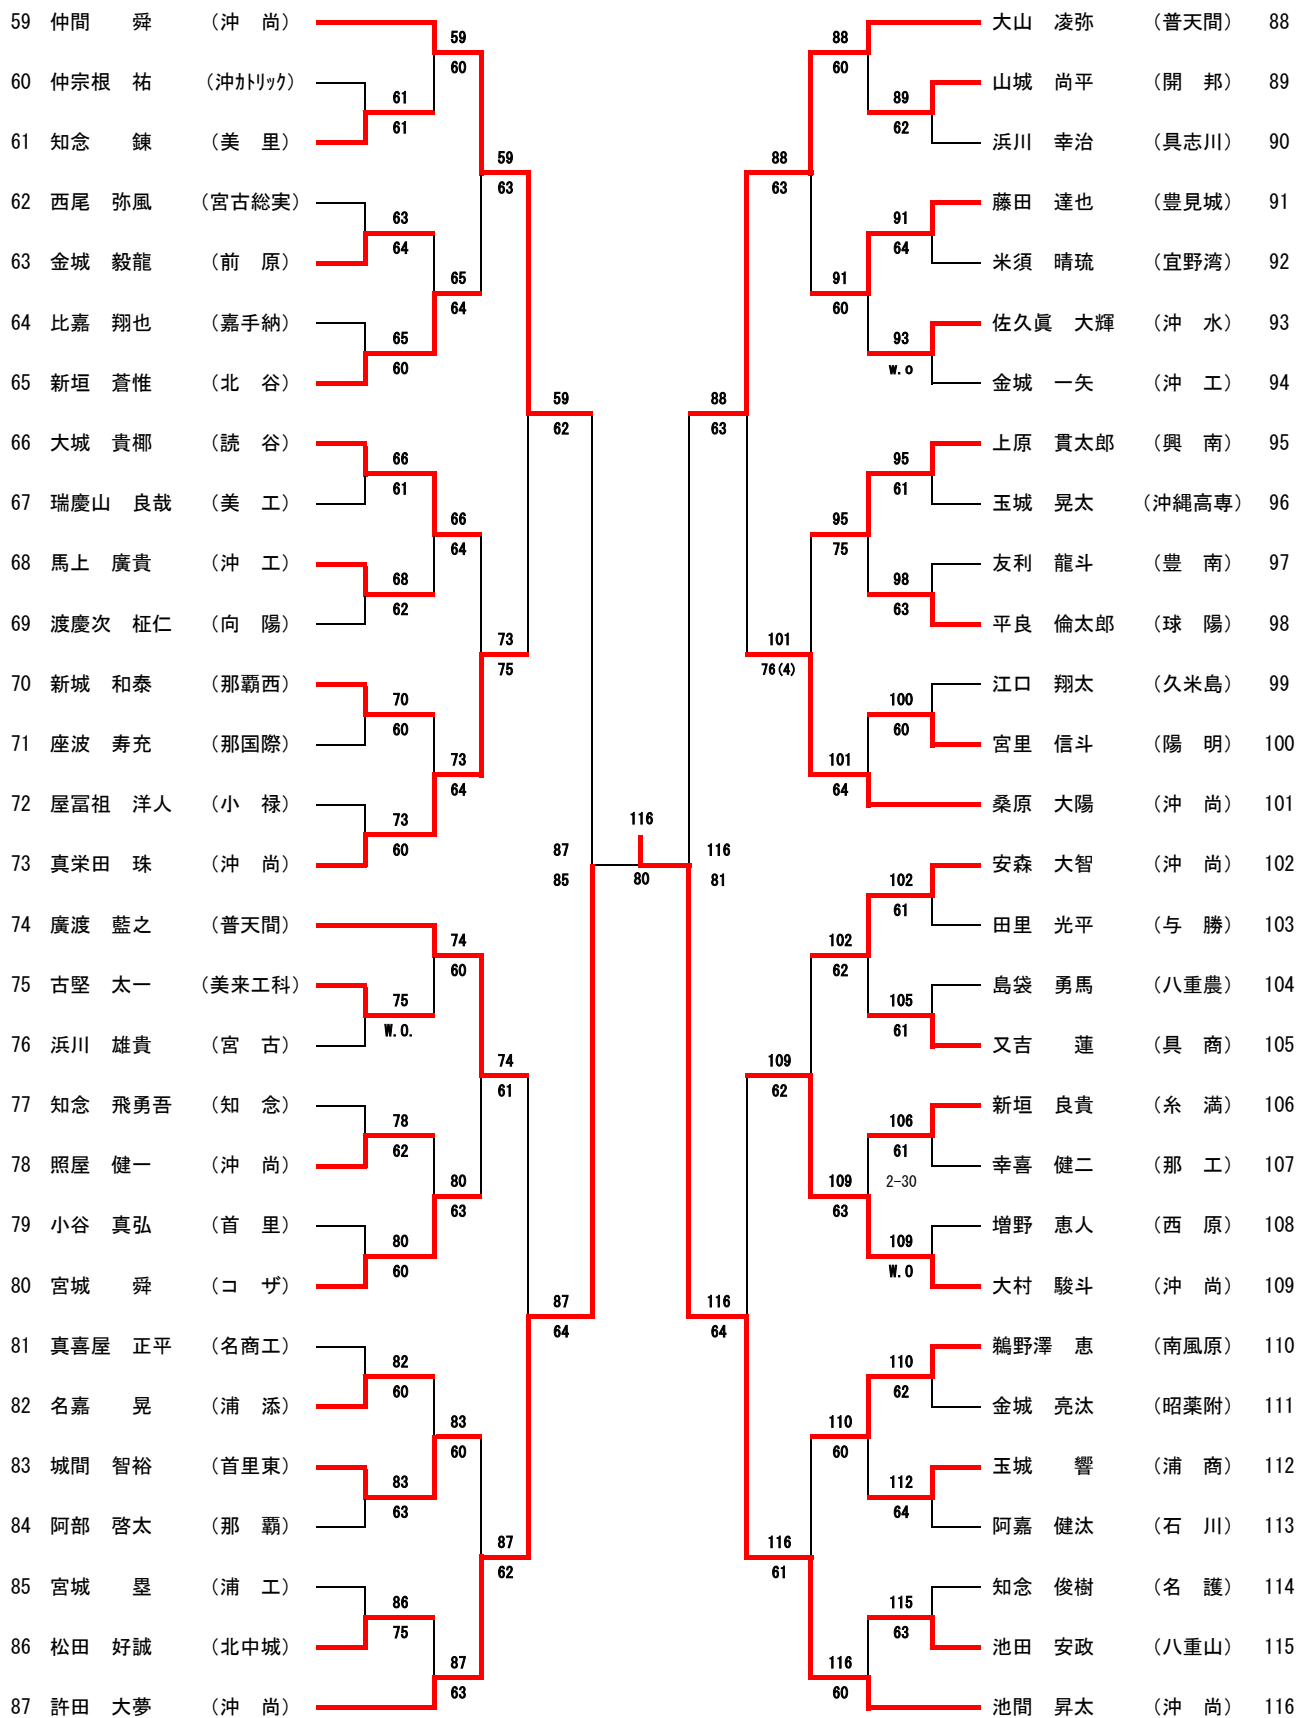 59 仲間　舜 （沖　尚） 59 88 大山　凌弥 （普天間） 88
60 60
60 仲宗根　祐 （沖カトリック） 61 89 山城　尚平 （開　邦） 89
61 62
61 知念　錬 （美　里） 浜川　幸治 （具志川） 90
59 88
63 63
62 西尾　弥風 （宮古総実） 63 91 藤田　達也 （豊見城） 91
64 64
63 金城　毅龍 （前　原） 米須　晴琉 （宜野湾） 92
65 91
64 60
64 比嘉　翔也 （嘉手納） 65 93 佐久眞　大輝 （沖　水） 93
60 w.o
65 新垣　蒼惟 （北　谷） 金城　一矢 （沖　工） 94
59 88
62 63
66 大城　貴椰 （読　谷） 66 95 上原　貫太郎 （興　南） 95
61 61
67 瑞慶山　良哉 （美　工） 玉城　晃太 （沖縄高専） 96
66 95
64 75
68 馬上　廣貴 （沖　工） 68 98 友利　龍斗 （豊　南） 97
62 63
69 渡慶次　柾仁 （向　陽） 平良　倫太郎 （球　陽） 98
73 101
75 76(4)
70 新城　和泰 （那覇西） 70 100 江口　翔太 （久米島） 99
60 60
71 座波　寿充 （那国際） 宮里　信斗 （陽　明） 100
73 101
64 64
72 屋冨祖　洋人 （小　禄） 73 桑原　大陽 （沖　尚） 101
60
116
87 116
73 真栄田　珠 （沖　尚） 安森　大智 （沖　尚） 102
85 80 81
102
61
74 廣渡　藍之 （普天間） 74 102 田里　光平 （与　勝） 103
60 62
75 古堅　太一 （美来工科） 75 105 島袋　勇馬 （八重農） 104
W.O. 61
76 浜川　雄貴 （宮　古） 又吉　蓮 （具　商） 105
74 109
61 62
77 知念　飛勇吾 （知　念） 78 106 新垣　良貴 （糸　満） 106
62 61
78 照屋　健一 （沖　尚） 幸喜　健二 （那　工） 107
80 109 2-30
63 63
79 小谷　真弘 （首　里） 80 109 増野　恵人 （西　原） 108
60 W.O
80 宮城　舜 （コ　ザ） 大村　駿斗 （沖　尚） 109
87 116
64 64
81 真喜屋　正平 （名商工） 82 110 鵜野澤　恵 （南風原） 110
60 62
82 名嘉　晃 （浦　添） 金城　亮汰 （昭薬附） 111
83 110
60 60
83 城間　智裕 （首里東） 83 112 玉城　響 （浦　商） 112
63 64
84 阿部　啓太 （那　覇） 阿嘉　健汰 （石　川） 113
87 116
62 61
85 宮城　塁 （浦　工） 86 115 知念　俊樹 （名　護） 114
75 63
86 松田　好誠 （北中城） 池田　安政 （八重山） 115
87 116
63 60
87 許田　大夢 （沖　尚） 池間　昇太 （沖　尚） 116